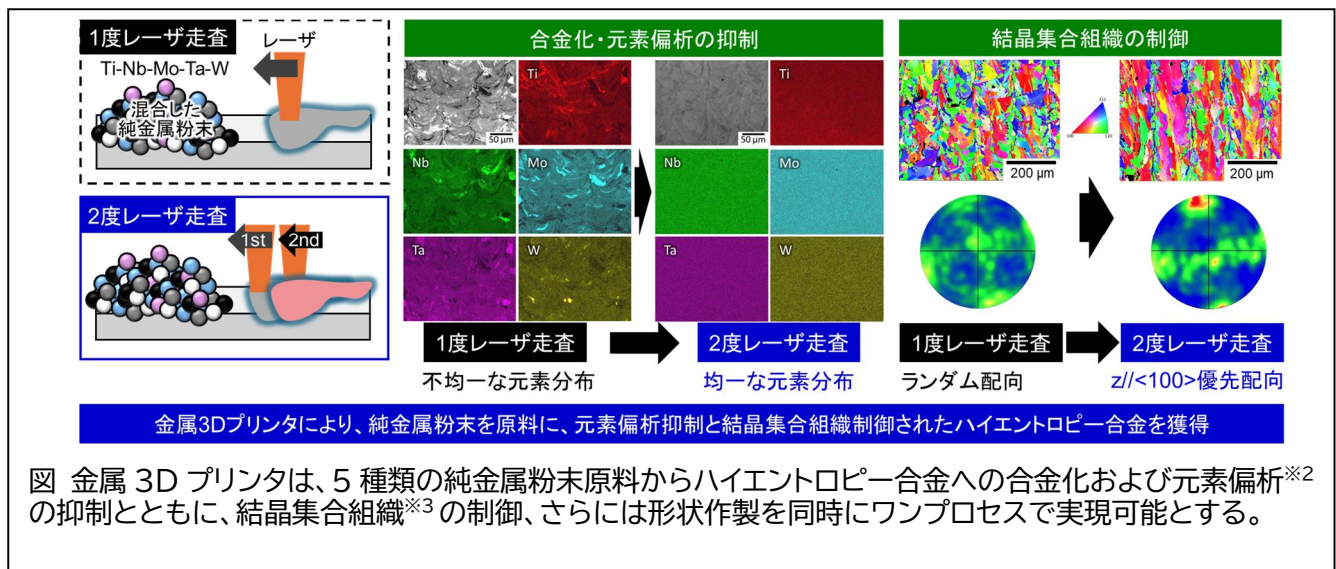 1度レーザ走査
レーザ
Ti-Nb-Mo-Ta-W
混合した
純金属粉末
2度レーザ走査
1st
2nd
合金化・元素偏析の抑制
Ti
50 µm
Nb
Mo
Ta
W
Ti
50 µm
Nb
Mo
Ta
W
1度レーザ走査
2度レーザ走査
不均一な元素分布
均一な元素分布
結晶集合組織の制御
111
100
110
200 µm
200 µm
1度レーザ走査
2度レーザ走査
ランダム配向
z//<100>優先配向
金属3Dプリンタにより、純金属粉末を原料に、元素偏析抑制と結晶集合組織制御されたハイエントロピー合金を獲得
図 金属 3D プリンタは、5 種類の純金属粉末原料からハイエントロピー合金への合金化および元素偏析※2
の抑制とともに、結晶集合組織※3 の制御、さらには形状作製を同時にワンプロセスで実現可能とする。